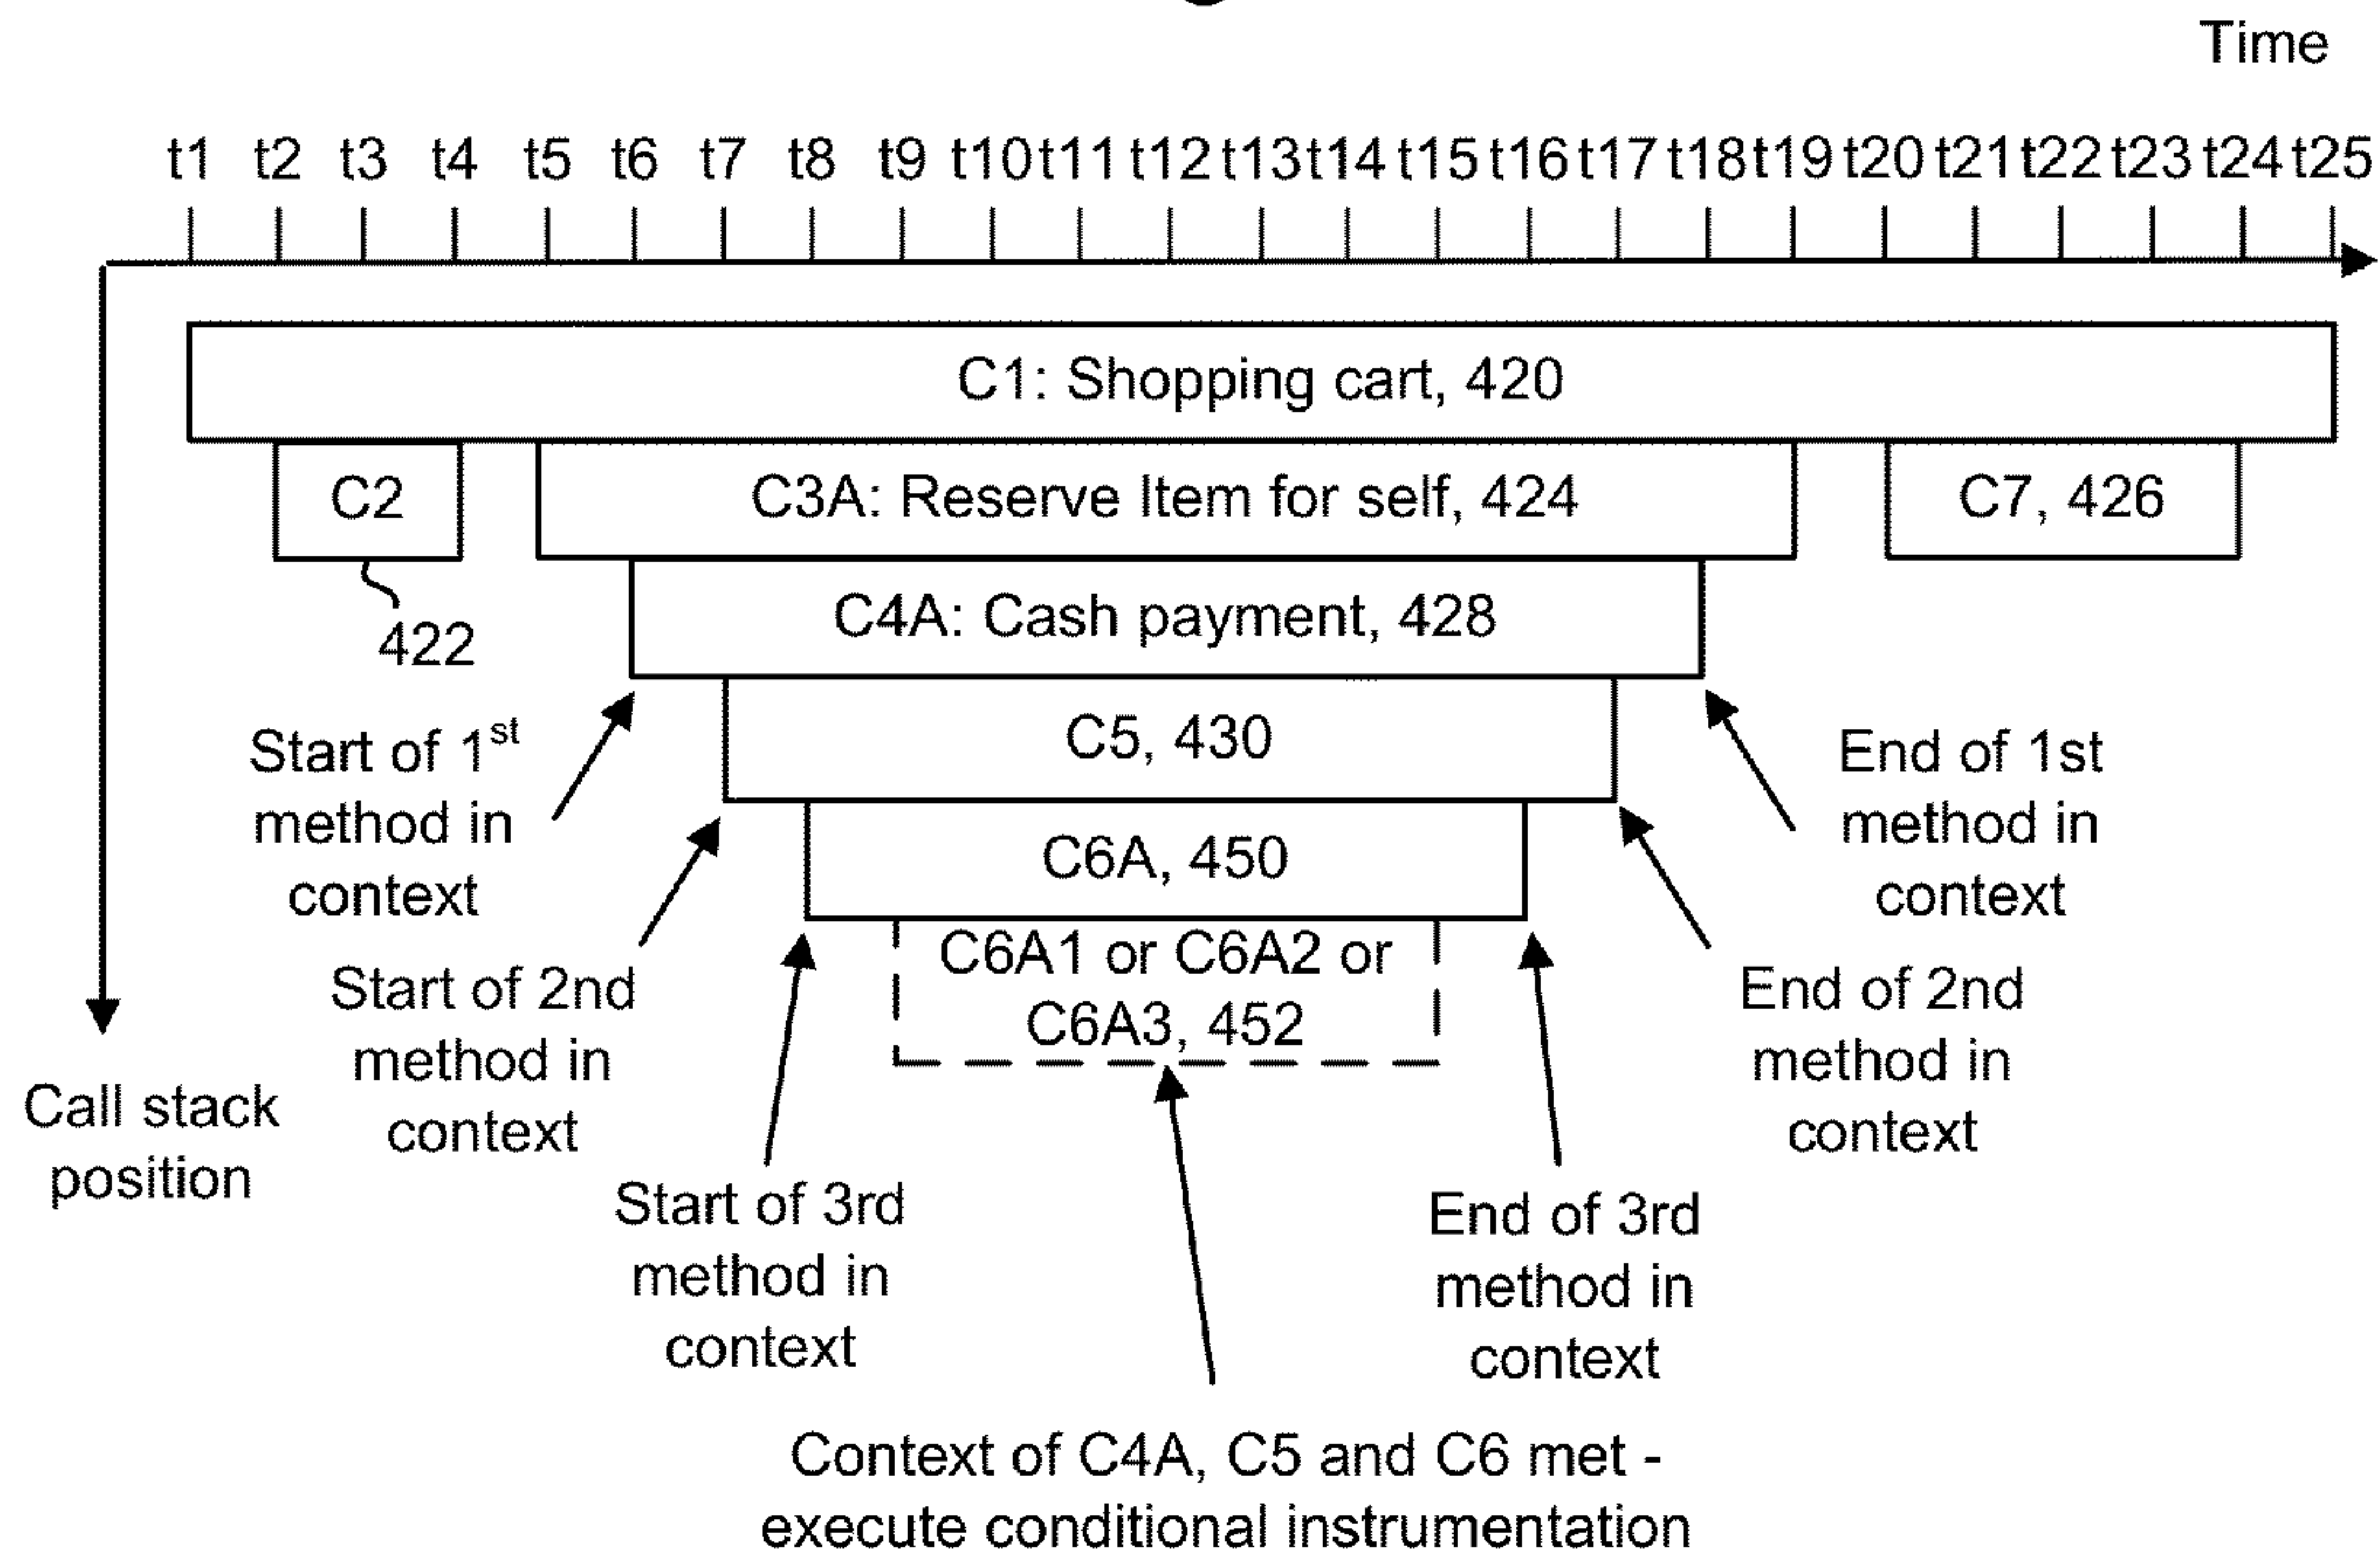 Time
t1 t2 t3 t4 t5 t6 t7 t8 t9 t10 t11 t12 t13 t14 t15 t16 t17 t18 t19 t20 t21 t22 t23 t24 t25
C1: Shopping cart, 420
C2
C3A: Reserve Item for self, 424
C7, 426
422
C4A: Cash payment, 428
C5, 430
Start of 1st
method in
context
End of 1st
method in
context
C6A, 450
C6A1 or C6A2 or
C6A3, 452
Start of 2nd
method in
context
End of 2nd
method in
context
Call stack
position
Start of 3rd
method in
context
End of 3rd
method in
context
Context of C4A, C5 and C6 met -
execute conditional instrumentation